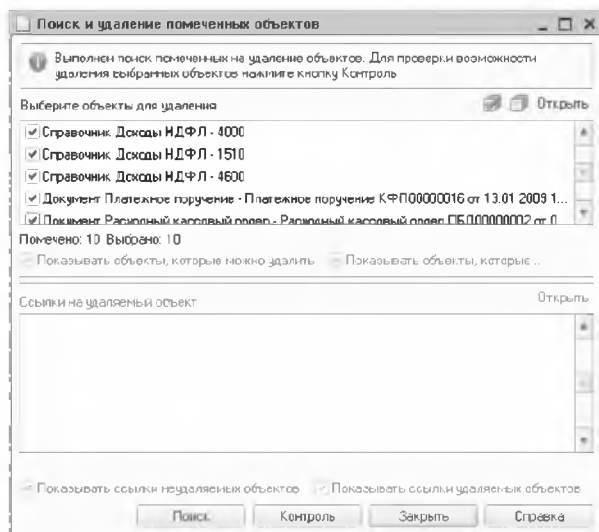 Поиск и удаление помеченных объектов
Выполнен поиск помеченных на удаление объектов. Для проверки возможности
удаления выбранных объектов нажмите кнопку Контроль
Выберите объекты для удаления Открыть
Справочник Доходы НДФЛ - 4000
Справочник Доходы НДФЛ - 1510
Справочник Доходы НДФЛ - 4600
Документ Платежное поручение - Платежное поручение КФП00000016 от 13.01 2009 1...
Документ Расходный кассовый ордер - Расходный кассовый ордер ПБД00000002 от 0
Помечено: 10 Выбрано: 10
Показывать объекты, которые можно удалить Показывать объекты, которые ...
Ссылки на удаляемый объект Открыть
Показывать ссылки неудаляемых объектов Показывать ссылки удаляемых объектов
Поиск Контроль Закрыть Справка